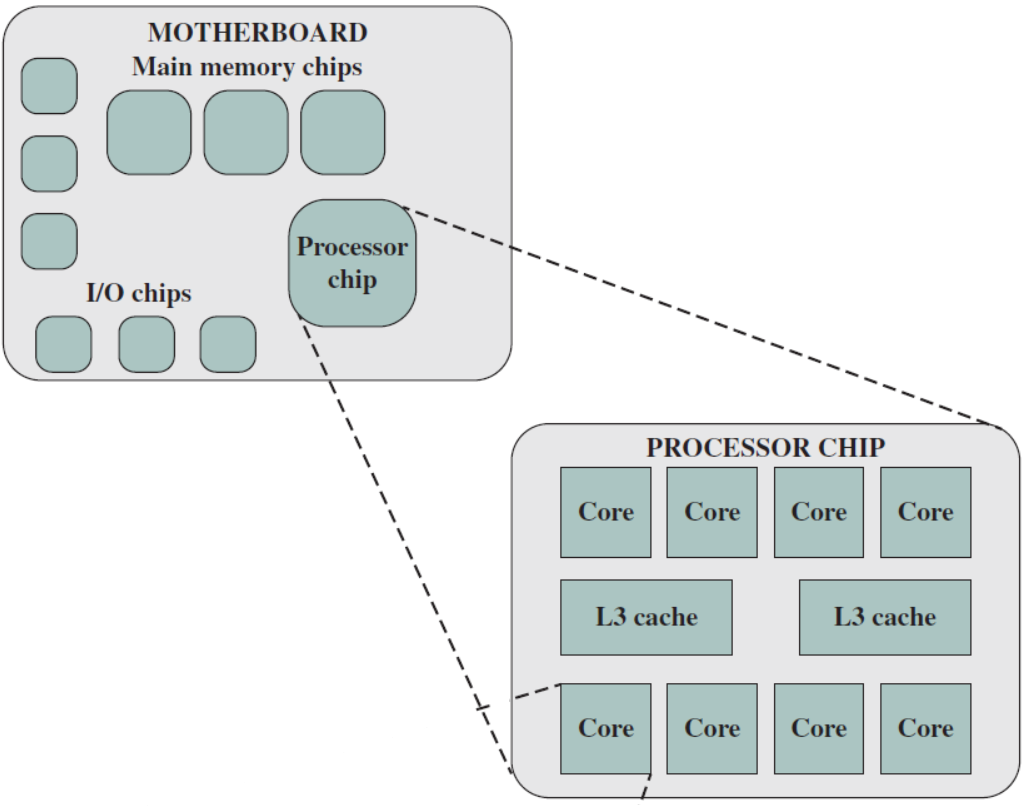 MOTHERBOARD
Main memory chips
Processor
chip
I/O chips
PROCESSOR CHIP
Core Core Core Core
L3 cache L3 cache
Core Core Core Core